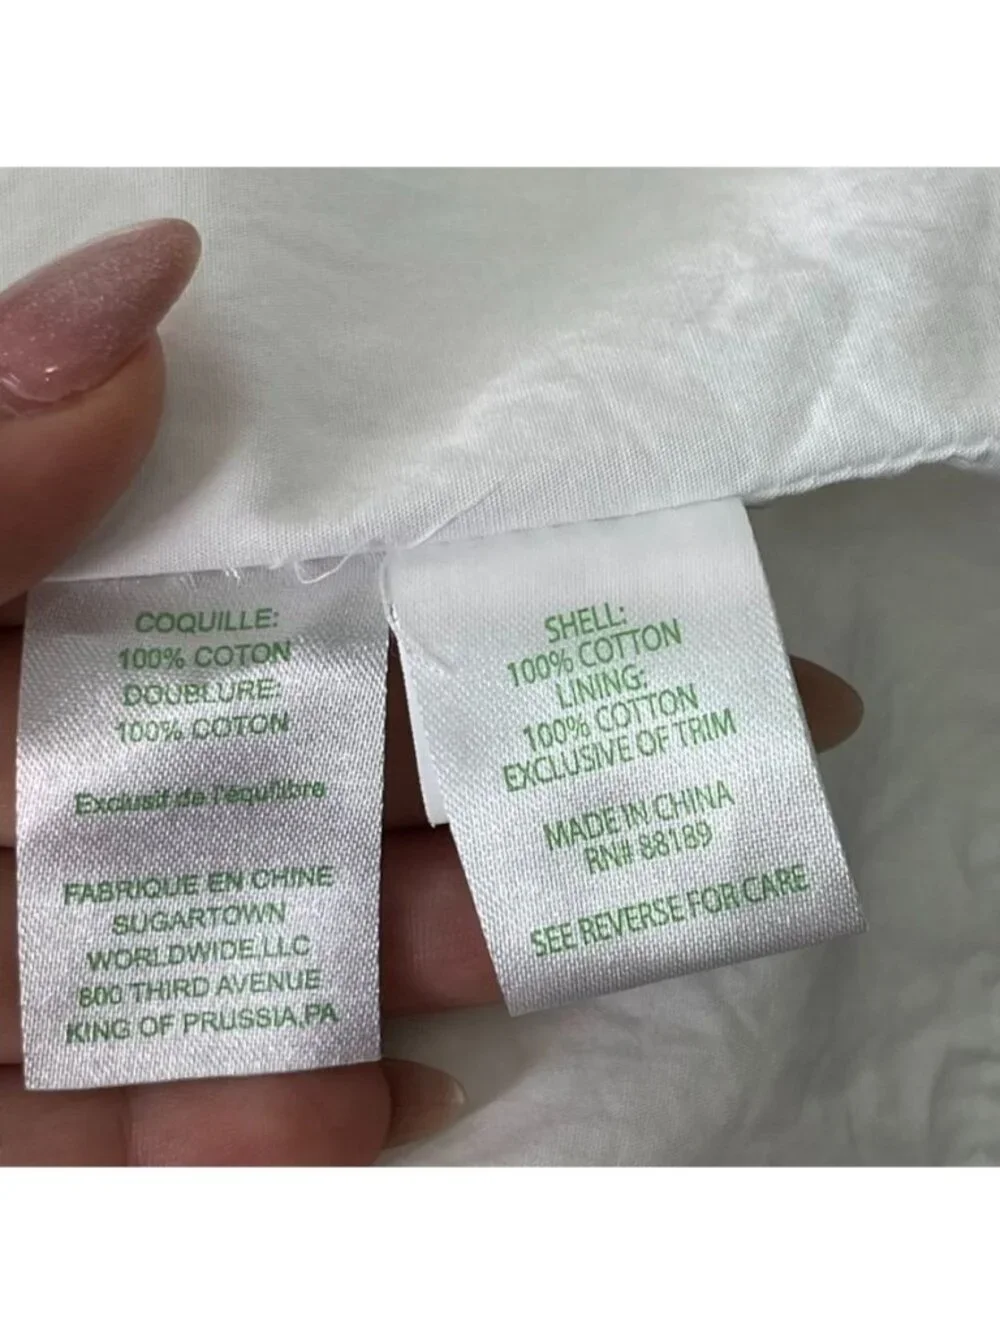 COQUILLE:
100% COTON
DOUBLURE:
100% COTON
Exclusif de l'equilibre
FABRIQUE EN CHINE
SUGARTOWN
WORLDWIDE,LLC
800 THIRD AVENUE
KING OF PRUSSIA,PA
SHELL:
100% COTTON
LINING:
100% COTTON
EXCLUSIVE OF TRIM
MADE IN CHINA
RN# 88189
SEE REVERSE FOR CARE